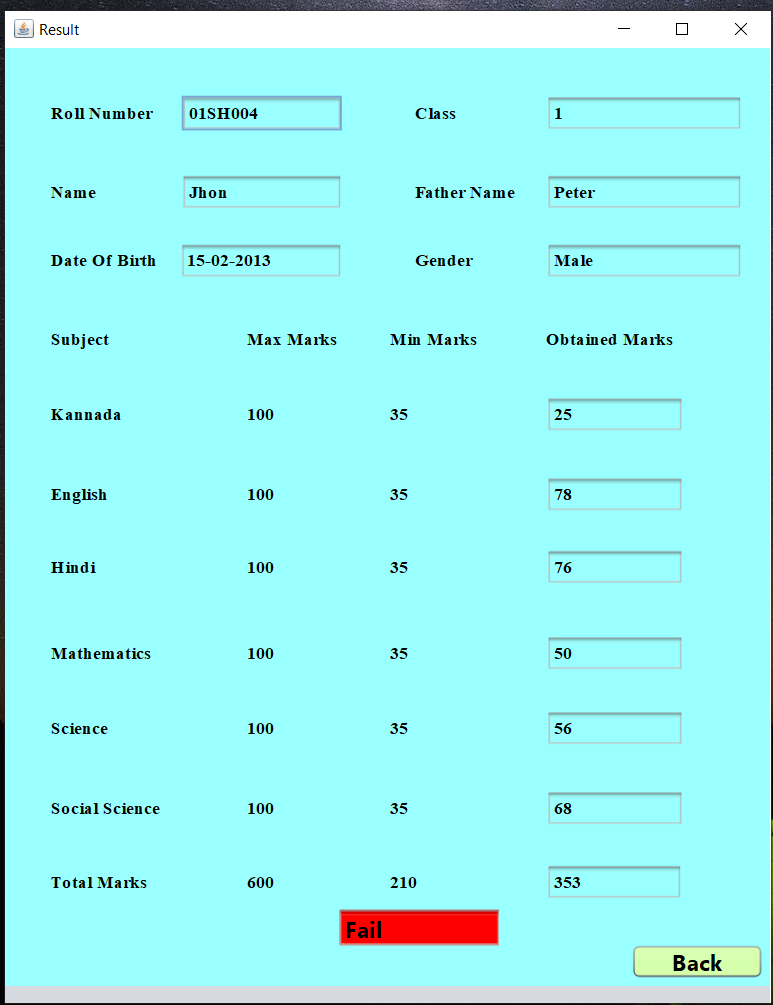 Result
Roll Number 01SH004 Class 1
Name Jhon Father Name Peter
Date Of Birth 15-02-2013 Gender Male
Subject Max Marks Min Marks Obtained Marks
Kannada 100 35 25
English 100 35 78
Hindi 100 35 76
Mathematics 100 35 50
Science 100 35 56
Social Science 100 35 68
Total Marks 600 210 353
Fail
Back